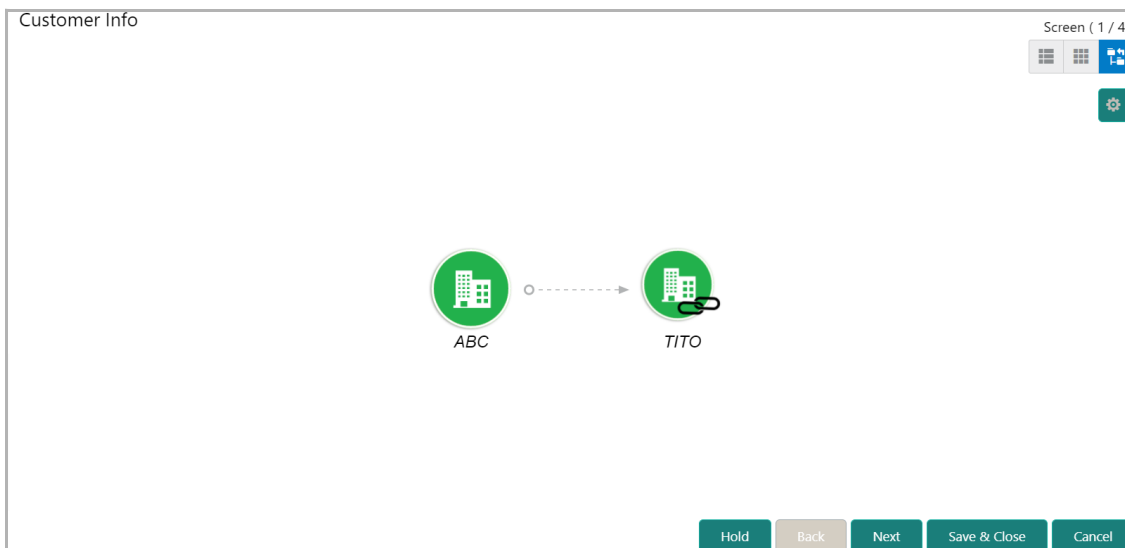 Customer Info
Screen ( 1 / 4
ABC
TITO
Hold
Back
Next
Save & Close
Cancel